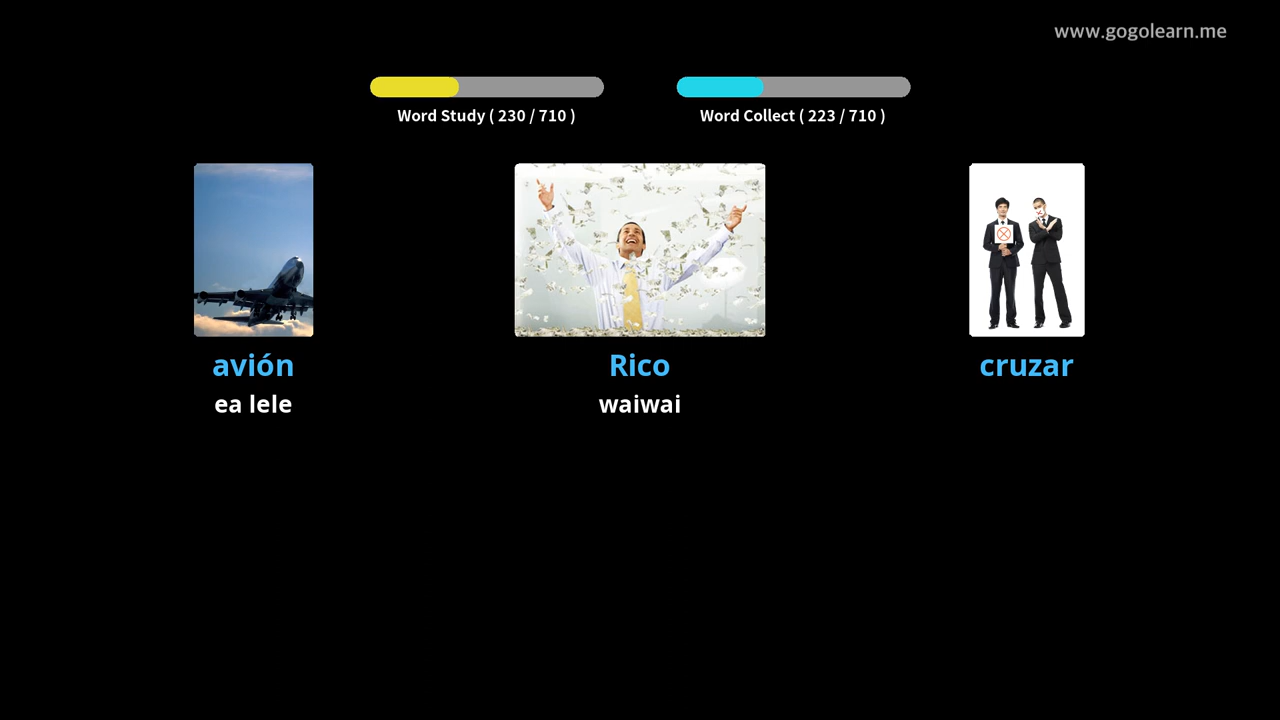 www.gogolearn.me
Word Study ( 230 / 710 )
Word Collect ( 223 / 710 )
avión
Rico
cruzar
ea lele
waiwai